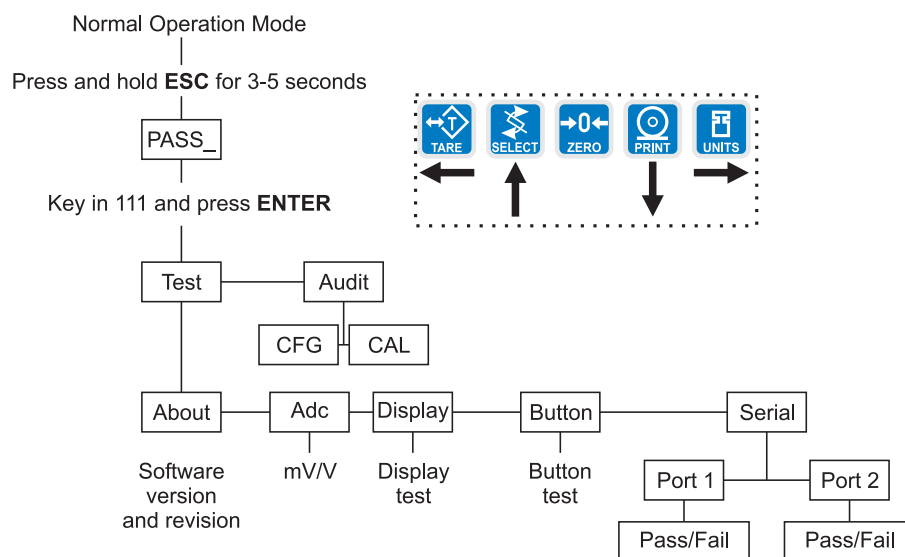 Normal Operation Mode
Press and hold ESC for 3-5 seconds
PASS_
Key in 111 and press ENTER
T
TARE
SELECT
→0←
ZERO
PRINT
UNITS
Test
Audit
CFG
CAL
About
Adc
Display
Button
Serial
Software
version
and revision
mV/V
Display
test
Button
test
Port 1
Port 2
Pass/Fail
Pass/Fail